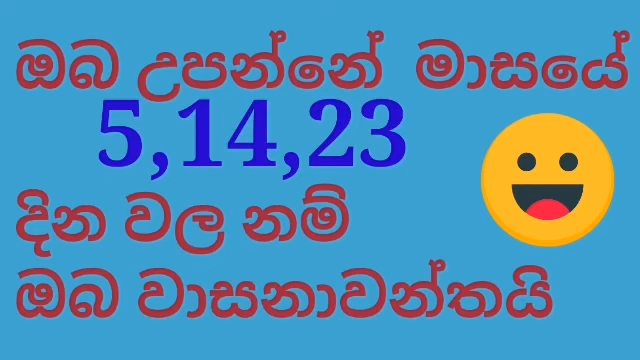 ඔබ උපන්නේ මාසයේ
5,14,23
දින වල නම්
ඔබ වාසනාවන්තයි